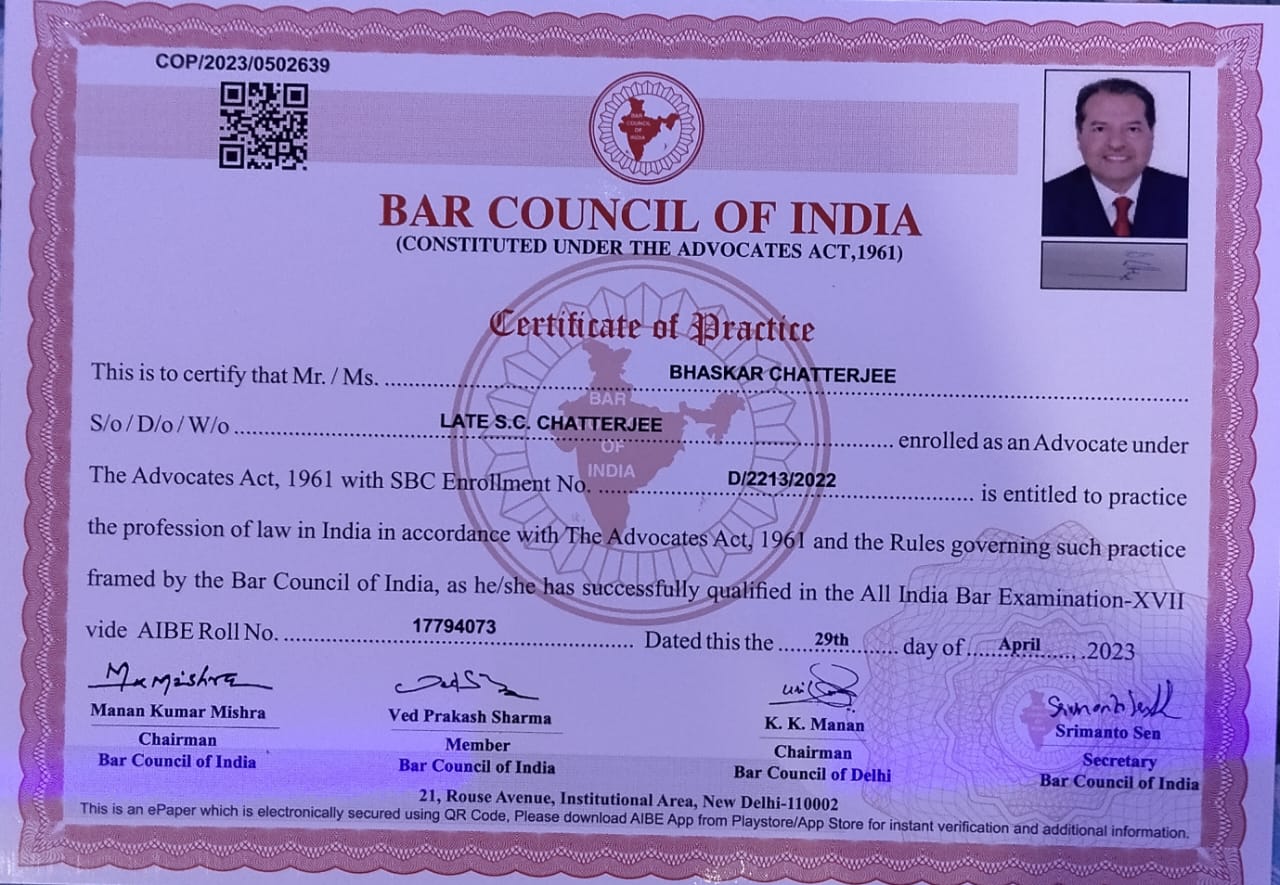 COP/2023/0502639
BAR COUNCIL OF INDIA
BAR COUNCIL OF INDIA
(CONSTITUTED UNDER THE ADVOCATES ACT,1961)
Certificate of Practice
This is to certify that Mr. / Ms. BHASKAR CHATTERJEE
S/o / D/o / W/o LATE S.C. CHATTERJEE enrolled as an Advocate under
The Advocates Act, 1961 with SBC Enrollment No. D/2213/2022 is entitled to practice
the profession of law in India in accordance with The Advocates Act, 1961 and the Rules governing such practice
framed by the Bar Council of India, as he/she has successfully qualified in the All India Bar Examination-XVII
vide AIBE Roll No. 17794073 Dated this the 29th day of April .2023
BAR
OF
INDIA
Manan Kumar Mishra
Chairman
Bar Council of India
Ved Prakash Sharma
Member
Bar Council of India
K. K. Manan
Chairman
Bar Council of Delhi
Srimanto Sen
Secretary
Bar Council of India
21, Rouse Avenue, Institutional Area, New Delhi-110002
This is an ePaper which is electronically secured using QR Code, Please download AIBE App from Playstore/App Store for instant verification and additional information.